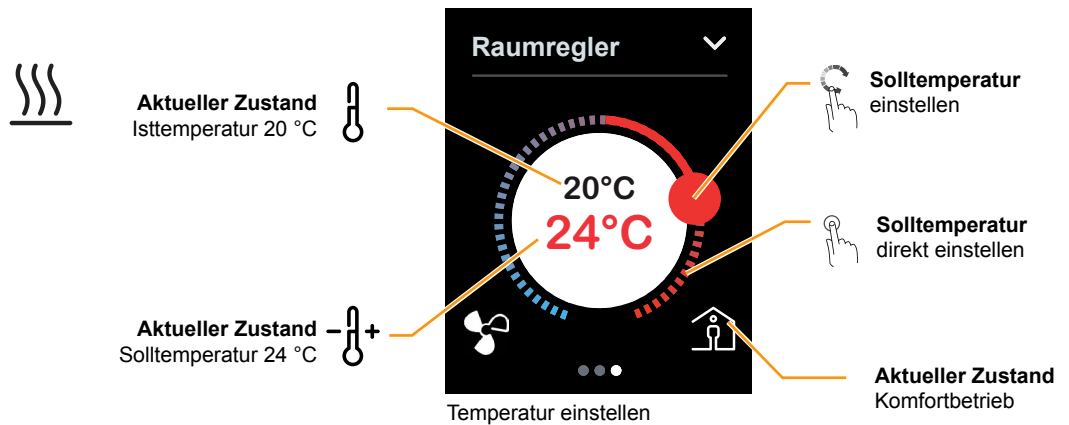 Raumregler
Aktueller Zustand
Isttemperatur 20 °C
20°C
24°C
Aktueller Zustand
Solltemperatur 24 °C
Solltemperatur
einstellen
Solltemperatur
direkt einstellen
Aktueller Zustand
Komfortbetrieb
Temperatur einstellen